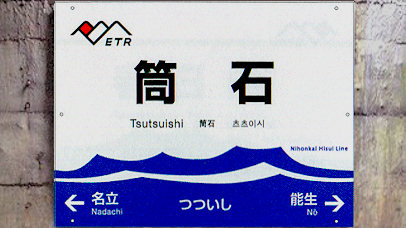 ETR
筒石
Tsutsuishi 筒石 츠츠이시
Nihonkai Hisui Line
← 名立 つついし 能生 →
Nadachi Nō